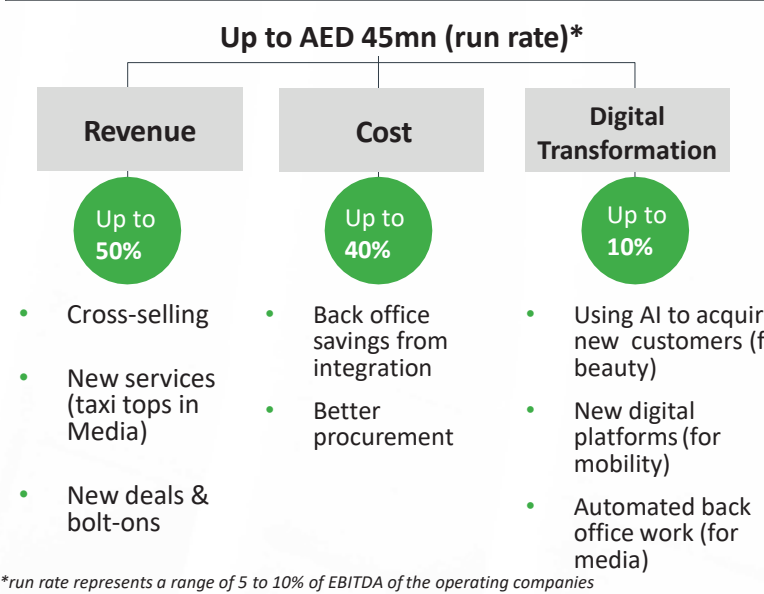 Up to AED 45mn (run rate)*
Revenue
Up to
50%
• Cross-selling
• New services
(taxi tops in
Media)
• New deals &
bolt-ons
Cost
Up to
40%
• Back office
savings from
integration
• Better
procurement
Digital
Transformation
Up to
10%
• Using AI to acquir
new customers (f
beauty)
• New digital
platforms (for
mobility)
• Automated back
office work (for
media)
*run rate represents a range of 5 to 10% of EBITDA of the operating companies